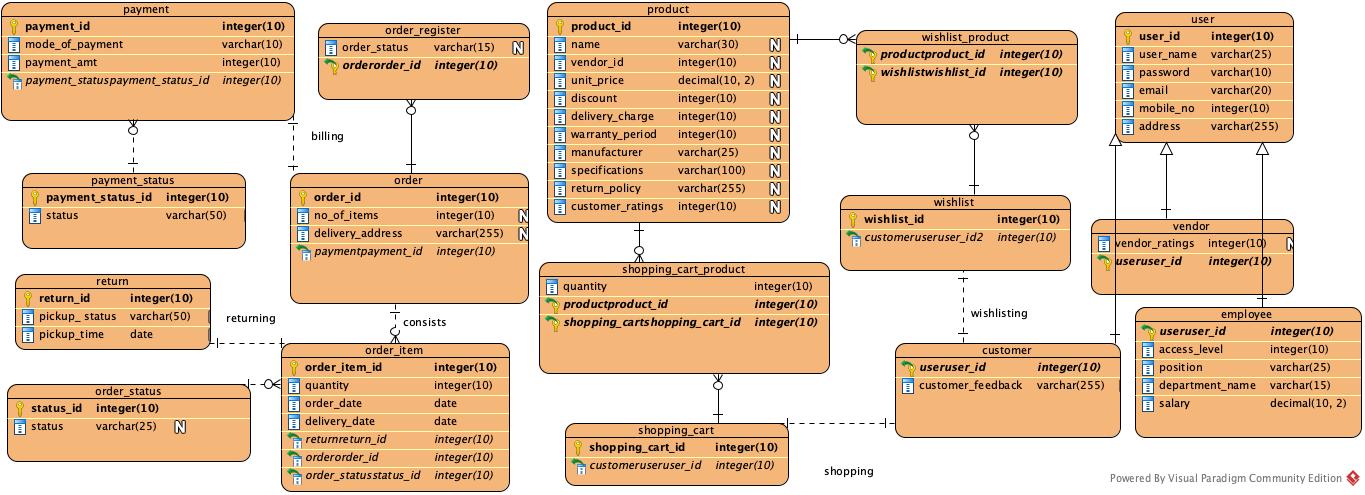 payment
payment_id integer(10)
mode_of_payment varchar(10)
payment_amt integer(10)
payment_statuspayment_status_id integer(10)
order_register
order_status varchar(15) N
orderorder_id integer(10)
product
product_id integer(10)
name varchar(30) N
vendor_id integer(10) N
unit_price decimal(10, 2) N
discount integer(10) N
delivery_charge integer(10) N
warranty_period integer(10) N
manufacturer varchar(25) N
specifications varchar(100) N
return_policy varchar(255) N
customer_ratings integer(10) N
wishlist_product
productproduct_id integer(10)
wishlistwishlist_id integer(10)
user
user_id integer(10)
user_name varchar(25)
password varchar(10)
email varchar(20)
mobile_no integer(10)
address varchar(255)
billing
payment_status
payment_status_id integer(10)
status varchar(50)
order
order_id integer(10)
no_of_items integer(10) N
delivery_address varchar(255) N
paymentpayment_id integer(10)
wishlist
wishlist_id integer(10)
customeruseruser_id2 integer(10)
vendor
vendor_ratings integer(10) N
useruser_id integer(10)
return
return_id integer(10)
pickup_ status varchar(50)
pickup_time date
returning
consists
shopping_cart_product
quantity integer(10)
productproduct_id integer(10)
shopping_cartshopping_cart_id integer(10)
wishlisting
employee
useruser_id integer(10)
access_level integer(10)
position varchar(25)
department_name varchar(15)
salary decimal(10, 2)
order_item
order_item_id integer(10)
quantity integer(10)
order_date date
delivery_date date
returnreturn_id integer(10)
orderorder_id integer(10)
order_statusstatus_id integer(10)
customer
useruser_id integer(10)
customer_feedback varchar(255)
order_status
status_id integer(10)
status varchar(25) N
shopping_cart
shopping_cart_id integer(10)
customeruseruser_id integer(10)
shopping
Powered By Visual Paradigm Community Edition